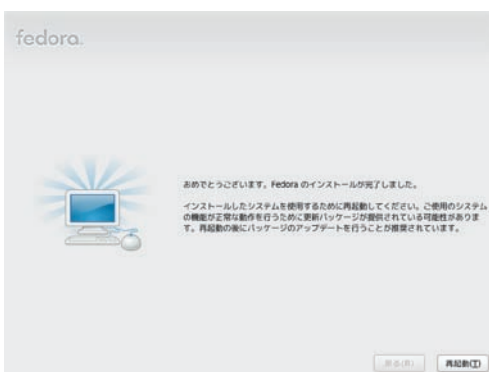 fedora.
おめでとうございます。Fedora のインストールが完了しました。
インストールしたシステムを使用するために再起動してください。ご使用のシステム
の機能が正常な動作を行うために更新パッケージが提供されている可能性がありま
す。再起動の後にパッケージのアップデートを行うことが推奨されています。
戻る(B)
再起動(T)